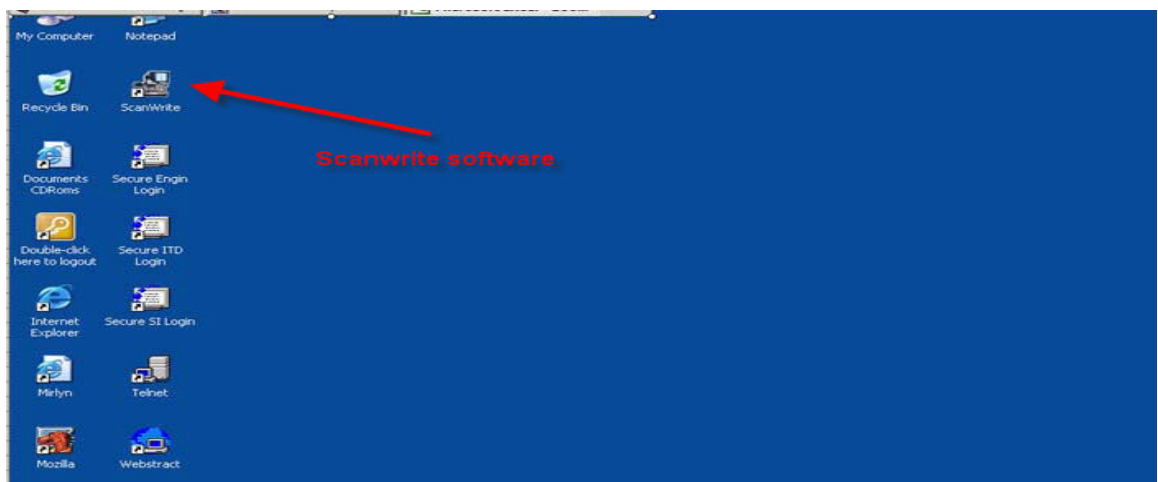 My Computer
Notepad
Recycle Bin
ScanWrite
Scanwrite software
Documents
CDRoms
Secure Engin
Login
Double-click
here to logout
Secure ITD
Login
Internet
Explorer
Secure SI Login
Mirlyn
Telnet
Mozilla
Webstract